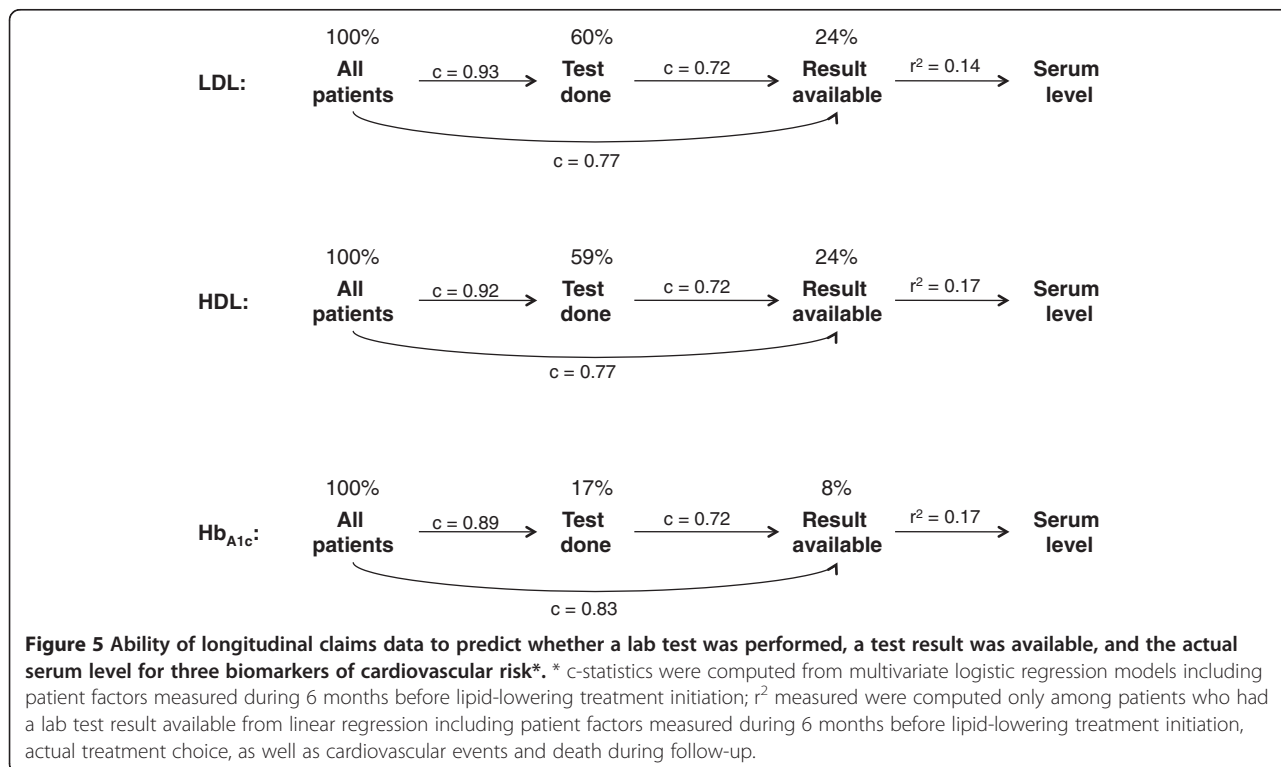 100% 60% 24%
All Test Result Serum
LDL: c = 0.93 c = 0.72 r² = 0.14
patients done available level
c = 0.77
100% 59% 24%
All Test Result Serum
HDL: c = 0.92 c = 0.72 r² = 0.17
patients done available level
c = 0.77
100% 17% 8%
All Test Result Serum
HbA1c: c = 0.89 c = 0.72 r² = 0.17
patients done available level
c = 0.83
Figure 5 Ability of longitudinal claims data to predict whether a lab test was performed, a test result was available, and the actual
serum level for three biomarkers of cardiovascular risk*. * c-statistics were computed from multivariate logistic regression models including
patient factors measured during 6 months before lipid-lowering treatment initiation; r² measured were computed only among patients who had
a lab test result available from linear regression including patient factors measured during 6 months before lipid-lowering treatment initiation,
actual treatment choice, as well as cardiovascular events and death during follow-up.